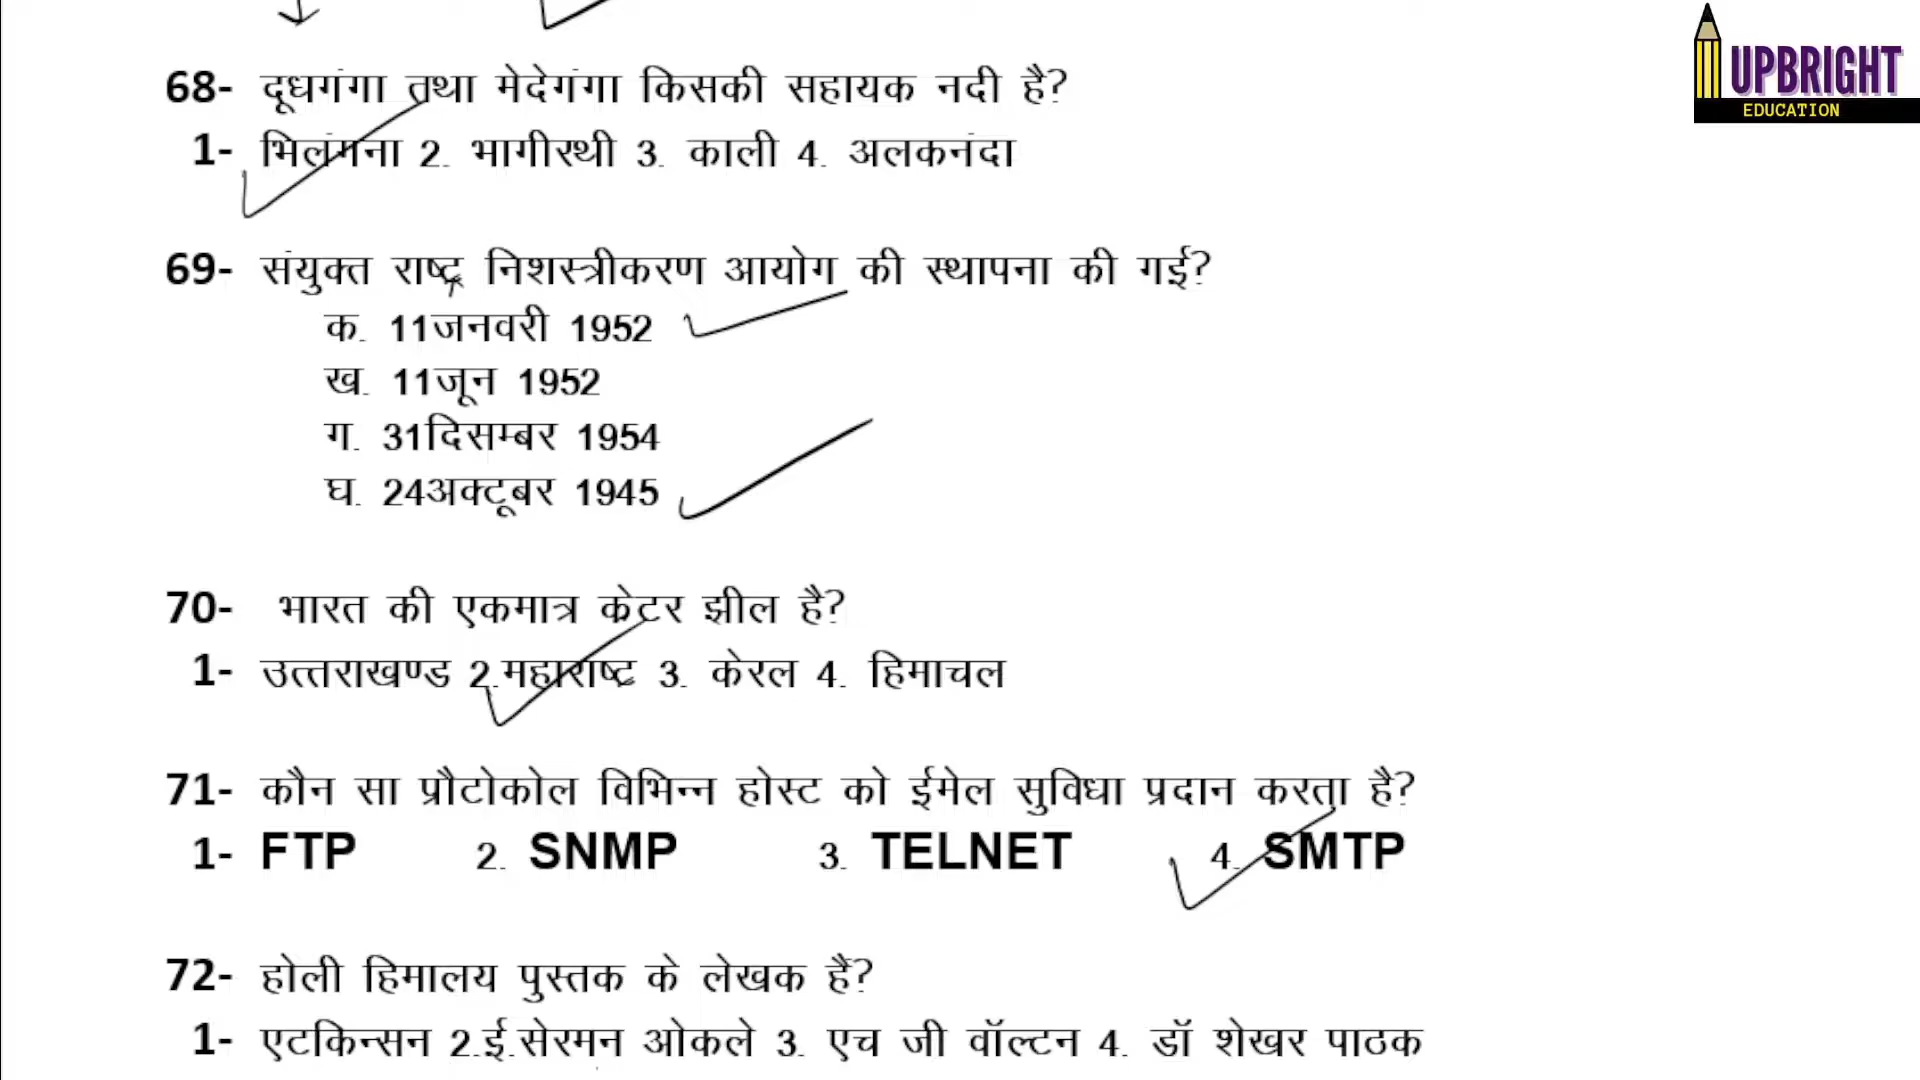 UPBRIGHT
EDUCATION
68- दूधगंगा तथा मेदेगंगा किसकी सहायक नदी है?
1- भिलंगना 2. भागीरथी 3. काली 4. अलकनंदा
69- संयुक्त राष्ट्र निशस्त्रीकरण आयोग की स्थापना की गई?
क. 11जनवरी 1952
ख. 11जून 1952
ग. 31दिसम्बर 1954
घ. 24अक्टूबर 1945
70- भारत की एकमात्र केटर झील है?
1- उत्तराखण्ड 2.महाराष्ट्र 3. केरल 4. हिमाचल
71- कौन सा प्रौटोकोल विभिन्न होस्ट को ईमेल सुविधा प्रदान करता है?
1- FTP 2. SNMP 3. TELNET 4. SMTP
72- होली हिमालय पुस्तक के लेखक हैं?
1- एटकिन्सन 2.ई.सेरमन ओकले 3. एच जी वॉल्टन 4. डॉ शेखर पाठक